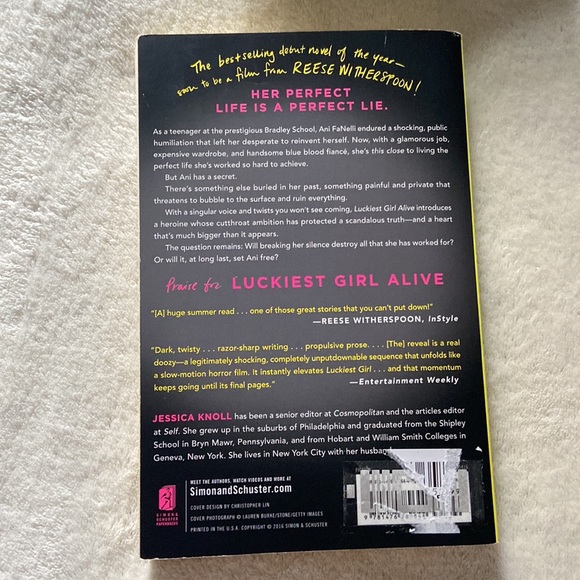 The bestselling debut novel of the year—
soon to be a film from REESE WITHERSPOON!
HER PERFECT
LIFE IS A PERFECT LIE.
As a teenager at the prestigious Bradley School, Ani FaNelli endured a shocking, public
humiliation that left her desperate to reinvent herself. Now, with a glamorous job,
expensive wardrobe, and handsome blue blood fiancé, she's this close to living the
perfect life she's worked so hard to achieve.
But Ani has a secret.
There's something else buried in her past, something painful and private that
threatens to bubble to the surface and ruin everything.
With a singular voice and twists you won't see coming, Luckiest Girl Alive introduces
a heroine whose cutthroat ambition has protected a scandalous truth—and a heart
that's much bigger than it appears.
The question remains: Will breaking her silence destroy all that she has worked for?
Or will it, at long last, set Ani free?
Praise for LUCKIEST GIRL ALIVE
"[A] huge summer read . . . one of those great stories that you can't put down!"
—REESE WITHERSPOON, InStyle
"Dark, twisty . . . razor-sharp writing . . . propulsive prose. . . . [The] reveal is a real
doozy—a legitimately shocking, completely unputdownable sequence that unfolds like
a slow-motion horror film. It instantly elevates Luckiest Girl . . . and that momentum
keeps going until its final pages."
—Entertainment Weekly
JESSICA KNOLL has been a senior editor at Cosmopolitan and the articles editor
at Self. She grew up in the suburbs of Philadelphia and graduated from the Shipley
School in Bryn Mawr, Pennsylvania, and from Hobart and William Smith Colleges in
Geneva, New York. She lives in New York City with her
MEET THE AUTHORS, WATCH VIDEOS AND MORE AT
SimonandSchuster.com
SIMON &
SCHUSTER
PAPERBACKS
COVER DESIGN BY CHRISTOPHER LIN
COVER PHOTOGRAPH © LAUREN BURKE/STONE/GETTY IMAGES
PRINTED IN THE U.S.A. COPYRIGHT © 2016 SIMON & SCHUSTER